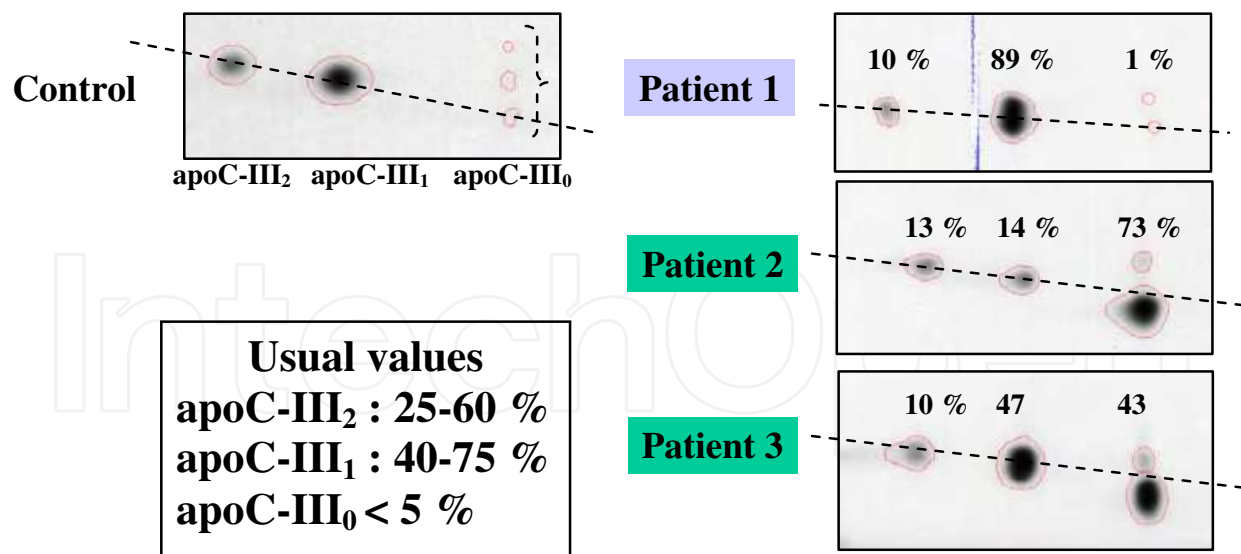 Control
apoC-III₂ apoC-III₁ apoC-III₀
Patient 1
10 % 89 % 1 %
Patient 2
13 % 14 % 73 %
Patient 3
10 % 47 43
Usual values
apoC-III₂ : 25-60 %
apoC-III₁ : 40-75 %
apoC-III₀ < 5 %
IntechOpen